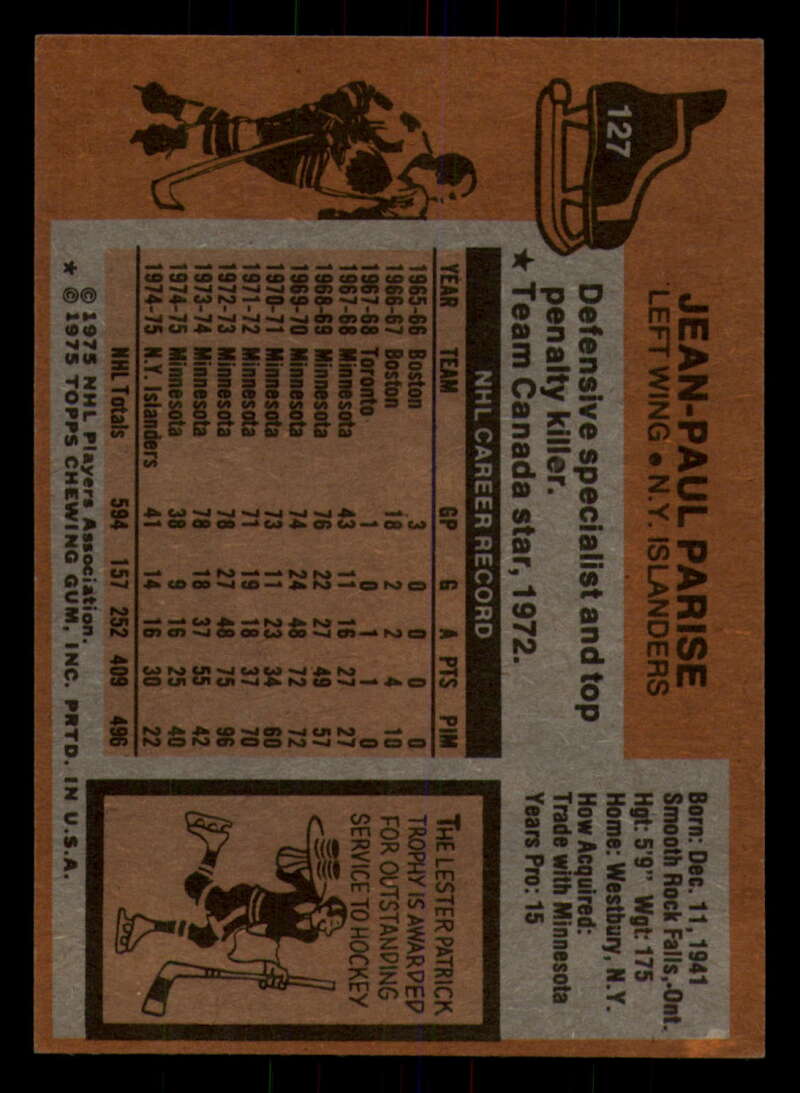 127
JEAN-PAUL PARISE
LEFT WING • N.Y. ISLANDERS
Defensive specialist and top
penalty killer.
★ Team Canada star, 1972.
Born: Dec. 11, 1941
Smooth Rock Falls, Ont.
Hgt: 5'9" Wgt: 175
Home: Westbury, N.Y.
How Acquired:
Trade with Minnesota
Years Pro: 15
NHL CAREER RECORD
YEAR TEAM GP G A PTS PIM
1965-66 Boston 3 0 0 0 0
1966-67 Boston 18 2 2 4 10
1967-68 Toronto 1 0 1 1 0
1967-68 Minnesota 43 11 16 27 27
1968-69 Minnesota 76 22 27 49 57
1969-70 Minnesota 74 24 48 72 72
1970-71 Minnesota 73 11 23 34 60
1971-72 Minnesota 71 19 18 37 70
1972-73 Minnesota 78 27 48 75 96
1973-74 Minnesota 78 18 37 55 42
1974-75 Minnesota 38 9 16 25 40
1974-75 N.Y. Islanders 41 14 16 30 22
NHL Totals 594 157 252 409 496
THE LESTER PATRICK
TROPHY IS AWARDED
FOR OUTSTANDING
SERVICE TO HOCKEY
© 1975 NHL Players Association.
* © 1975 TOPPS CHEWING GUM, INC. PRTD. IN U.S.A.